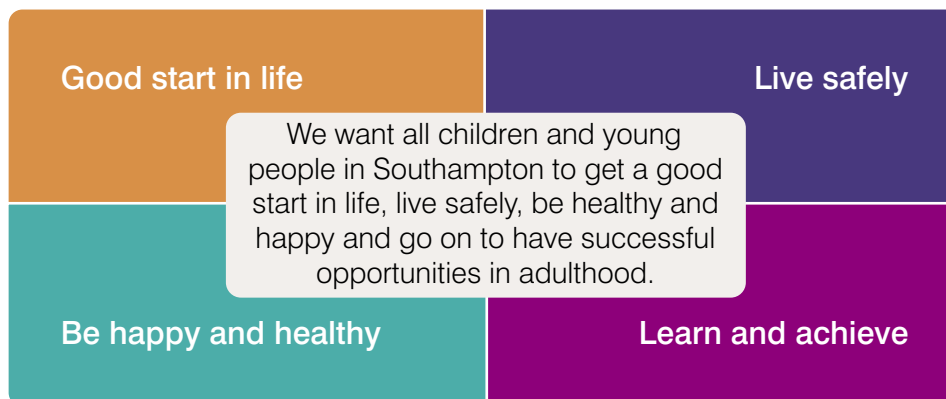 Good start in life
Live safely
We want all children and young
people in Southampton to get a good
start in life, live safely, be healthy and
happy and go on to have successful
opportunities in adulthood.
Be happy and healthy
Learn and achieve